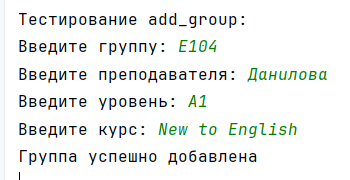 Тестирование add_group:
Введите группу: E104
Введите преподавателя: Данилова
Введите уровень: A1
Введите курс: New to English
Группа успешно добавлена